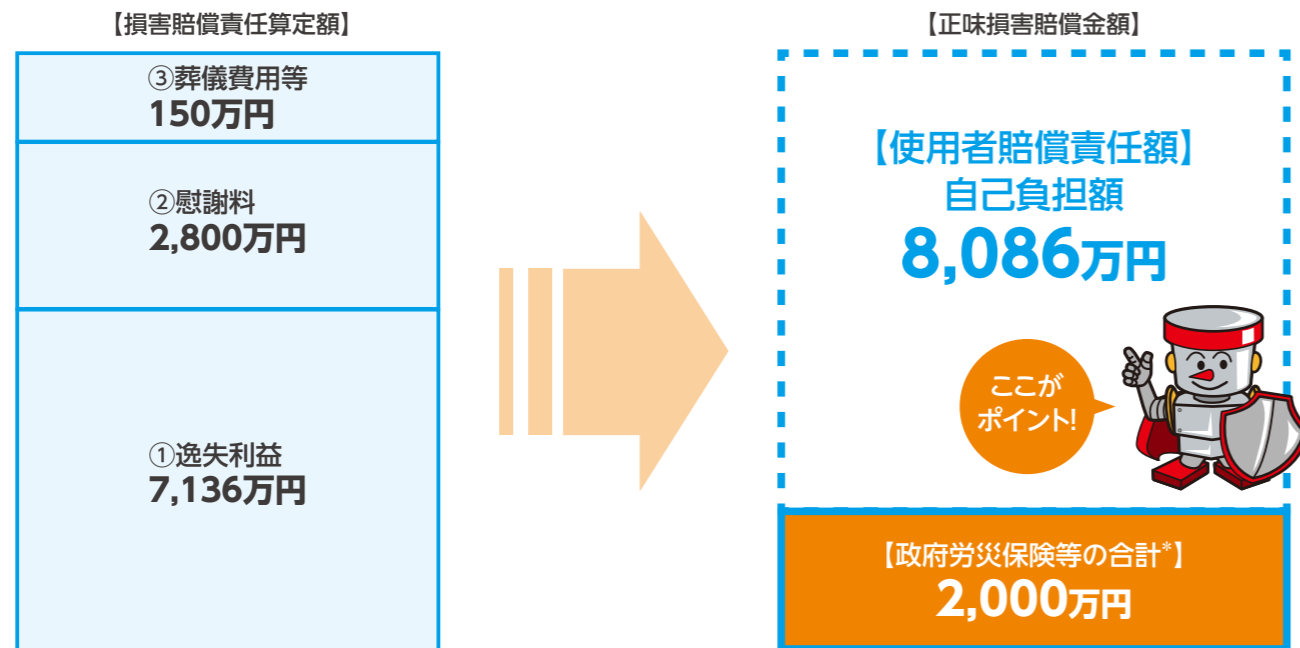 【損害賠償責任算定額】
③葬儀費用等
150万円
②慰謝料
2,800万円
①逸失利益
7,136万円
【正味損害賠償金額】
【使用者賠償責任額】
自己負担額
8,086万円
ここが
ポイント!
【政府労災保険等の合計*】
2,000万円